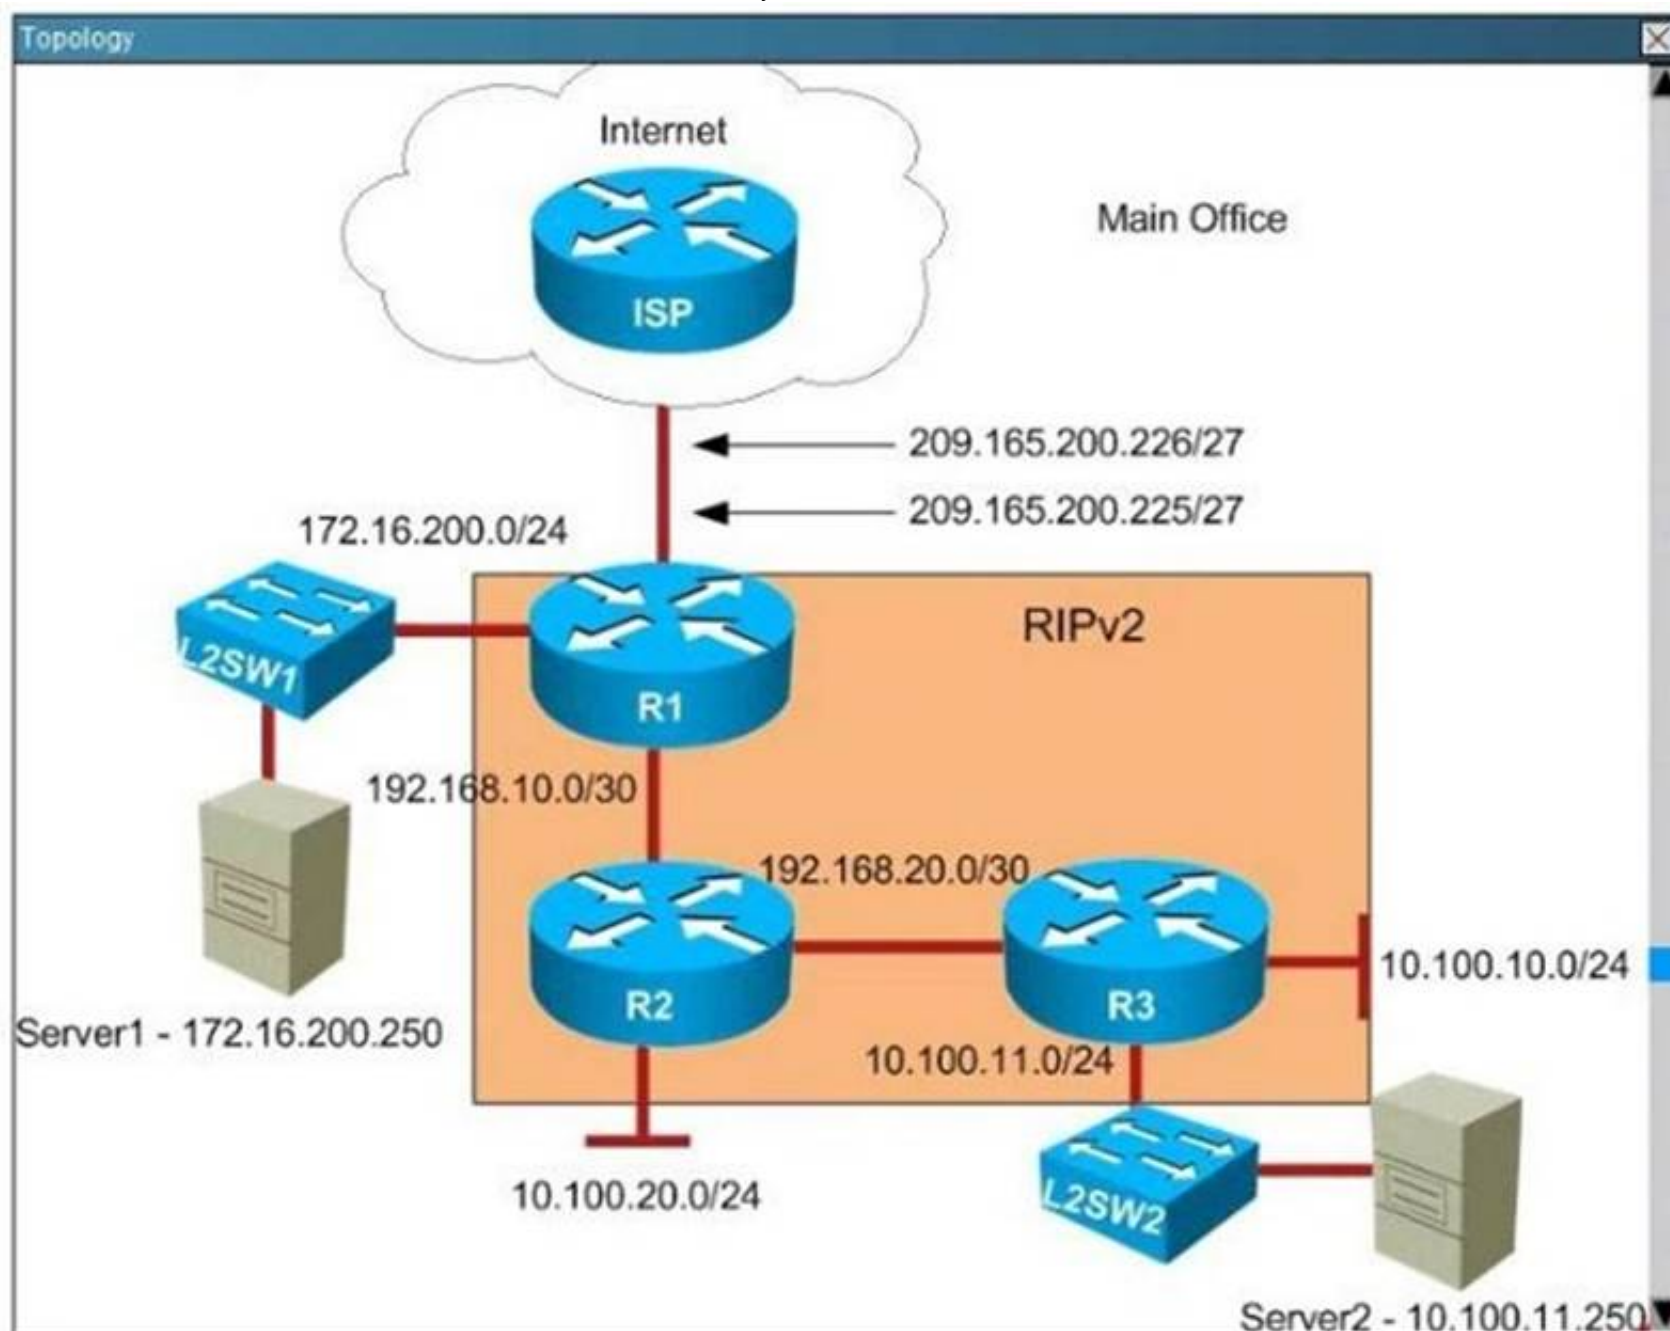 Topology
Internet
Main Office
ISP
209.165.200.226/27
209.165.200.225/27
172.16.200.0/24
RIPv2
L2SW1
R1
192.168.10.0/30
192.168.20.0/30
R2
R3
10.100.10.0/24
Server1 - 172.16.200.250
10.100.11.0/24
10.100.20.0/24
L2SW2
Server2 - 10.100.11.250